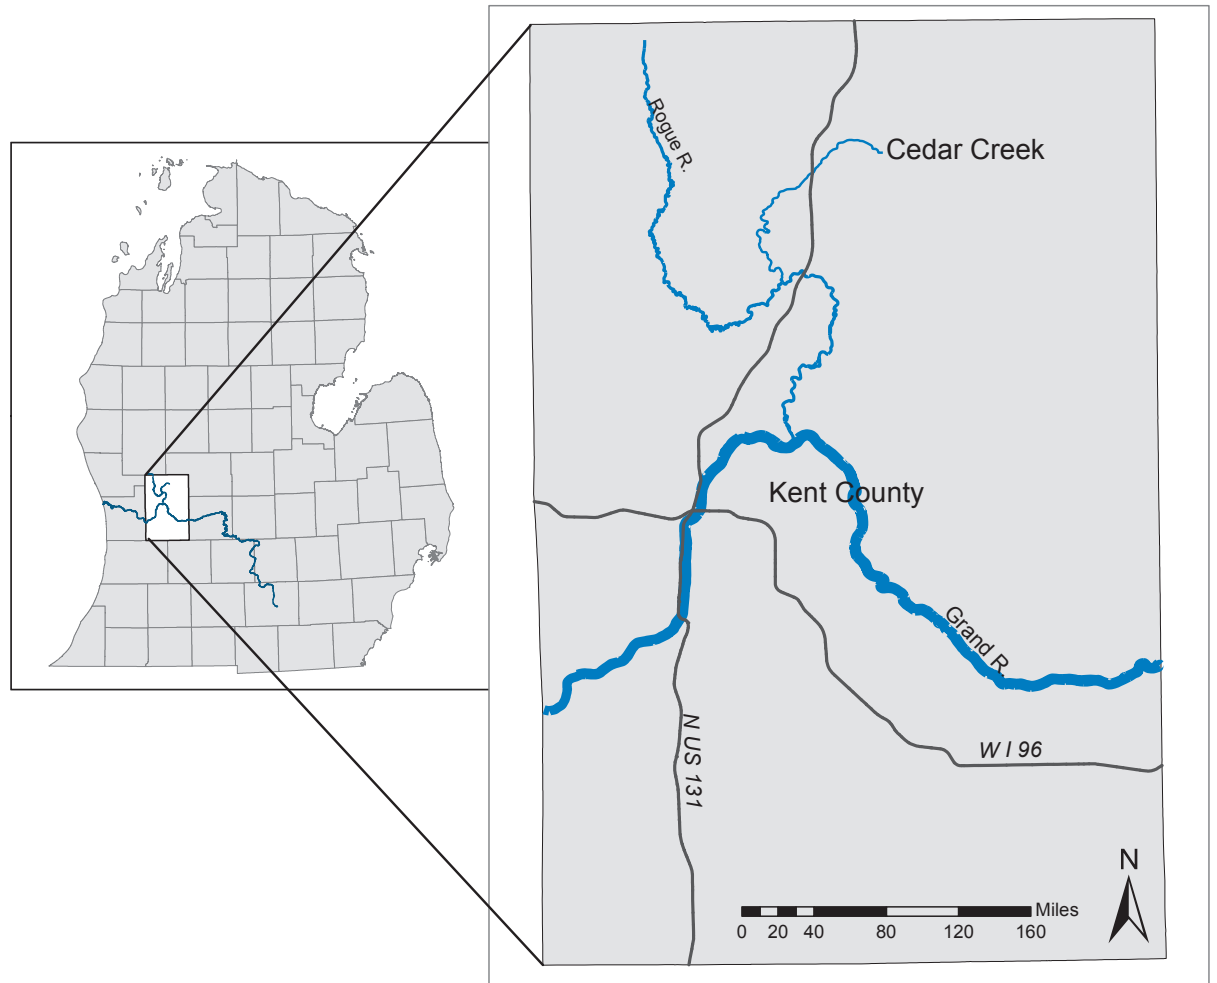 Rogue R.
Cedar Creek
Kent County
Grand R.
N US 131
W I 96
N
Miles
0 20 40 80 120 160